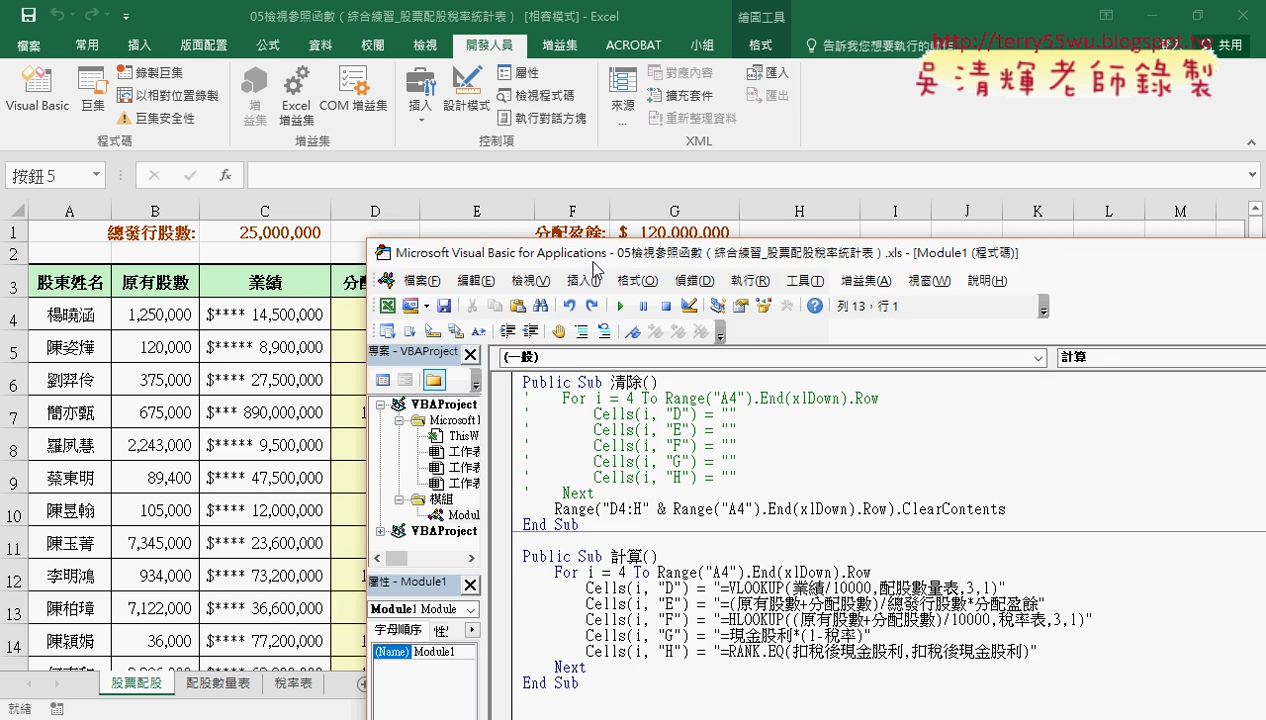 05檢視參照函數（綜合練習_股票配股稅率統計表） [相容模式] - Excel
繪圖工具
檔案 常用 插入 版面配置 公式 資料 校閱 檢視 開發人員 增益集 ACROBAT 小組 格式 告訴我您想要執行的 共用
http://terry55wu.blogspot.tw
吳清輝老師錄製
Visual Basic 巨集 錄製巨集 以相對位置錄製 巨集安全性
增益集 Excel 增益集 COM 增益集
插入 設計模式 屬性 檢視程式碼 執行對話方塊
來源... 對應內容 擴充套件 重新整理資料 匯入 匯出
程式碼 增益集 控制項 XML
按鈕 5 fx
A B C D E F G H I J K L M
1 總發行股數: 25,000,000 分配盈餘: $ 120,000,000
2
3 股東姓名 原有股數 業績
4 楊曉涵 1,250,000 $**** 14,500,000
5 陳姿燁 120,000 $***** 8,900,000
6 劉羿伶 375,000 $**** 27,500,000
7 簡亦甄 675,000 $*** 890,000,000
8 羅夙慧 2,243,000 $***** 9,500,000
9 蔡東明 89,400 $**** 47,500,000
10 陳昱翰 105,000 $**** 12,000,000
11 陳玉菁 7,345,000 $**** 23,600,000
12 李明鴻 934,000 $**** 73,200,000
13 陳柏璋 7,122,000 $**** 36,600,000
14 陳穎娟 36,000 $**** 77,200,000
股票配股 配股數量表 稅率表
就緒
Microsoft Visual Basic for Applications - 05檢視參照函數（綜合練習_股票配股稅率統計表）.xls - [Module1 (程式碼)]
檔案(F) 編輯(E) 檢視(V) 插入(I) 格式(O) 偵錯(D) 執行(R) 工具(T) 增益集(A) 視窗(W) 說明(H)
列 13，行 1
專案 - VBAProject
VBAProject
Microsoft
ThisW
工作表
工作表
工作表
模組
Modul
VBAProject
屬性 - Module1
Module1 Module
字母順序
(Name) Module1
(一般) 計算
Public Sub 清除()
' For i = 4 To Range("A4").End(xlDown).Row
' Cells(i, "D") = ""
' Cells(i, "E") = ""
' Cells(i, "F") = ""
' Cells(i, "G") = ""
' Cells(i, "H") = ""
' Next
Range("D4:H" & Range("A4").End(xlDown).Row).ClearContents
End Sub
Public Sub 計算()
For i = 4 To Range("A4").End(xlDown).Row
Cells(i, "D") = "=VLOOKUP(業績/10000,配股數量表,3,1)"
Cells(i, "E") = "=(原有股數+分配股數)/總發行股數*分配盈餘"
Cells(i, "F") = "=HLOOKUP((原有股數+分配股數)/10000,稅率表,3,1)"
Cells(i, "G") = "=現金股利*(1-稅率)"
Cells(i, "H") = "=RANK.EQ(扣稅後現金股利,扣稅後現金股利)"
Next
End Sub